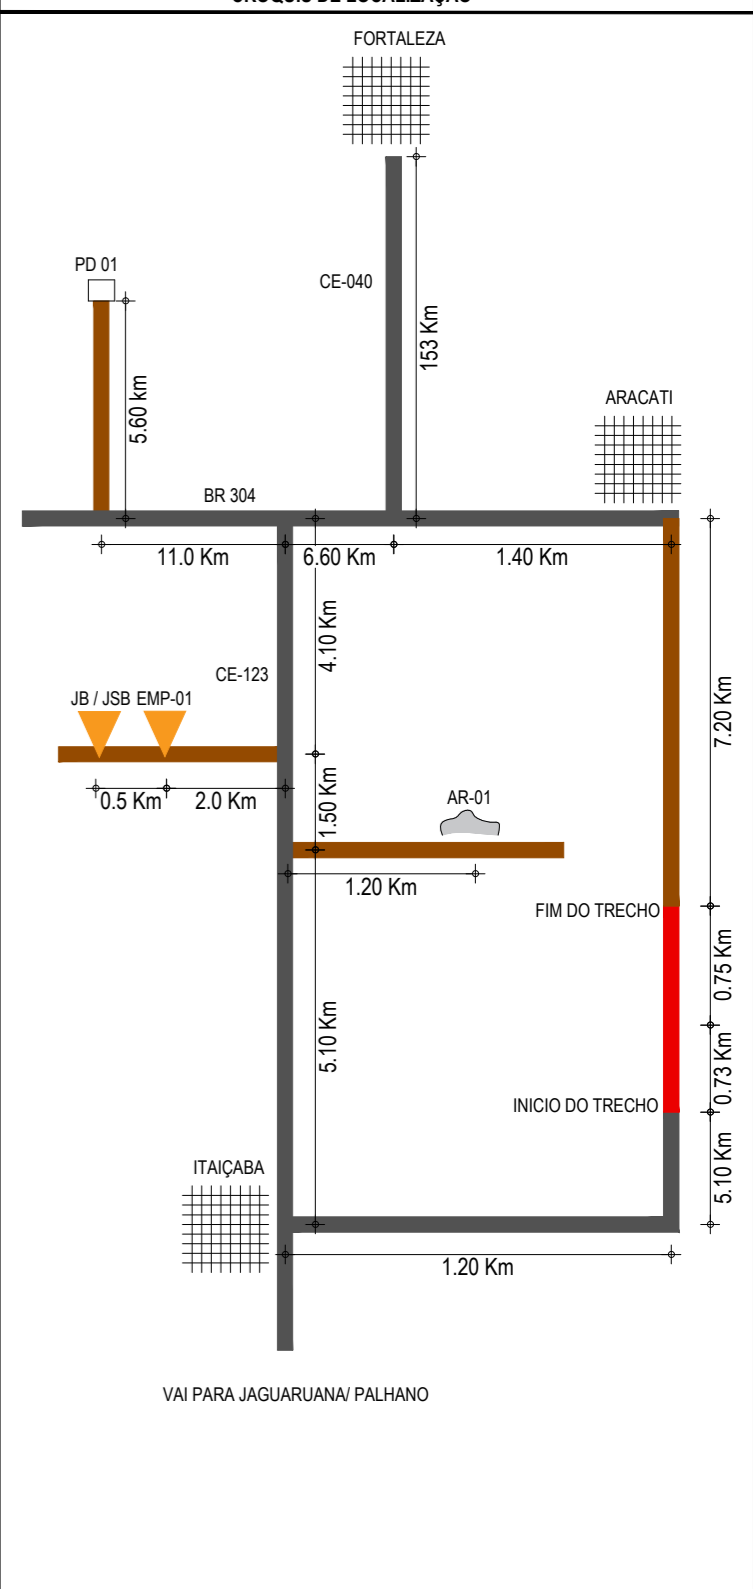 CROQUIS DE LOCALIZAÇÃO
FORTALEZA
PD 01
CE-040
153 Km
5.60 km
ARACATI
BR 304
11.0 Km
6.60 Km
1.40 Km
4.10 Km
CE-123
7.20 Km
JB / JSB
EMP-01
0.5 Km
2.0 Km
1.50 Km
AR-01
1.20 Km
FIM DO TRECHO
0.75 Km
5.10 Km
0.73 Km
INICIO DO TRECHO
5.10 Km
ITAIÇABA
1.20 Km
VAI PARA JAGUARUANA/ PALHANO